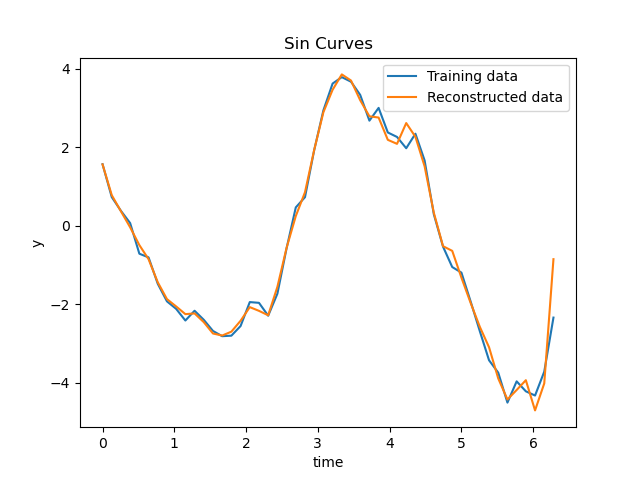 Sin Curves
Training data
Reconstructed data
4
2
0
−2
−4
y
0 1 2 3 4 5 6
time